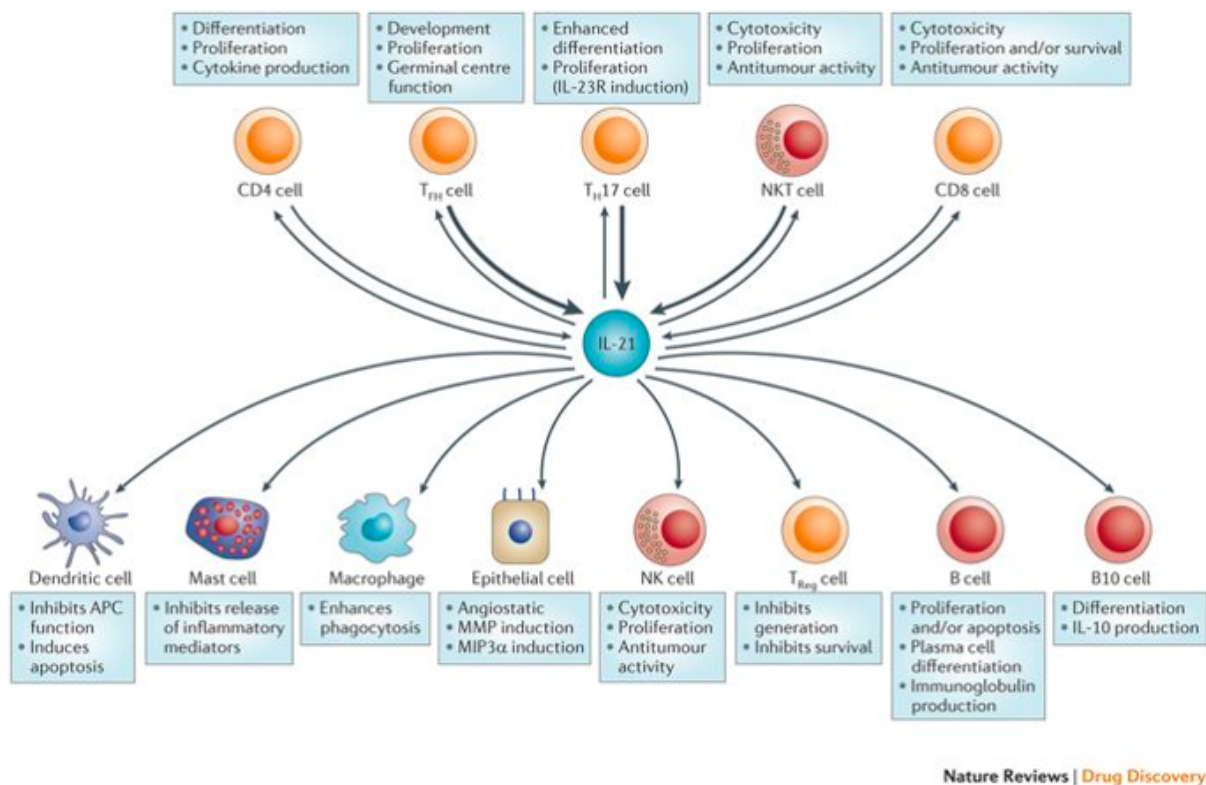 • Differentiation
• Proliferation
• Cytokine production
• Development
• Proliferation
• Germinal centre
function
• Enhanced
differentiation
• Proliferation
(IL-23R induction)
• Cytotoxicity
• Proliferation
• Antitumour activity
• Cytotoxicity
• Proliferation and/or survival
• Antitumour activity
CD4 cell
TFH cell
TH17 cell
NKT cell
CD8 cell
IL-21
Dendritic cell
Mast cell
Macrophage
Epithelial cell
NK cell
TReg cell
B cell
B10 cell
• Inhibits APC
function
• Induces
apoptosis
• Inhibits release
of inflammatory
mediators
• Enhances
phagocytosis
• Angiostatic
• MMP induction
• MIP3α induction
• Cytotoxicity
• Proliferation
• Antitumour
activity
• Inhibits
generation
• Inhibits survival
• Proliferation
and/or apoptosis
• Plasma cell
differentiation
• Immunoglobulin
production
• Differentiation
• IL-10 production
Nature Reviews | Drug Discovery